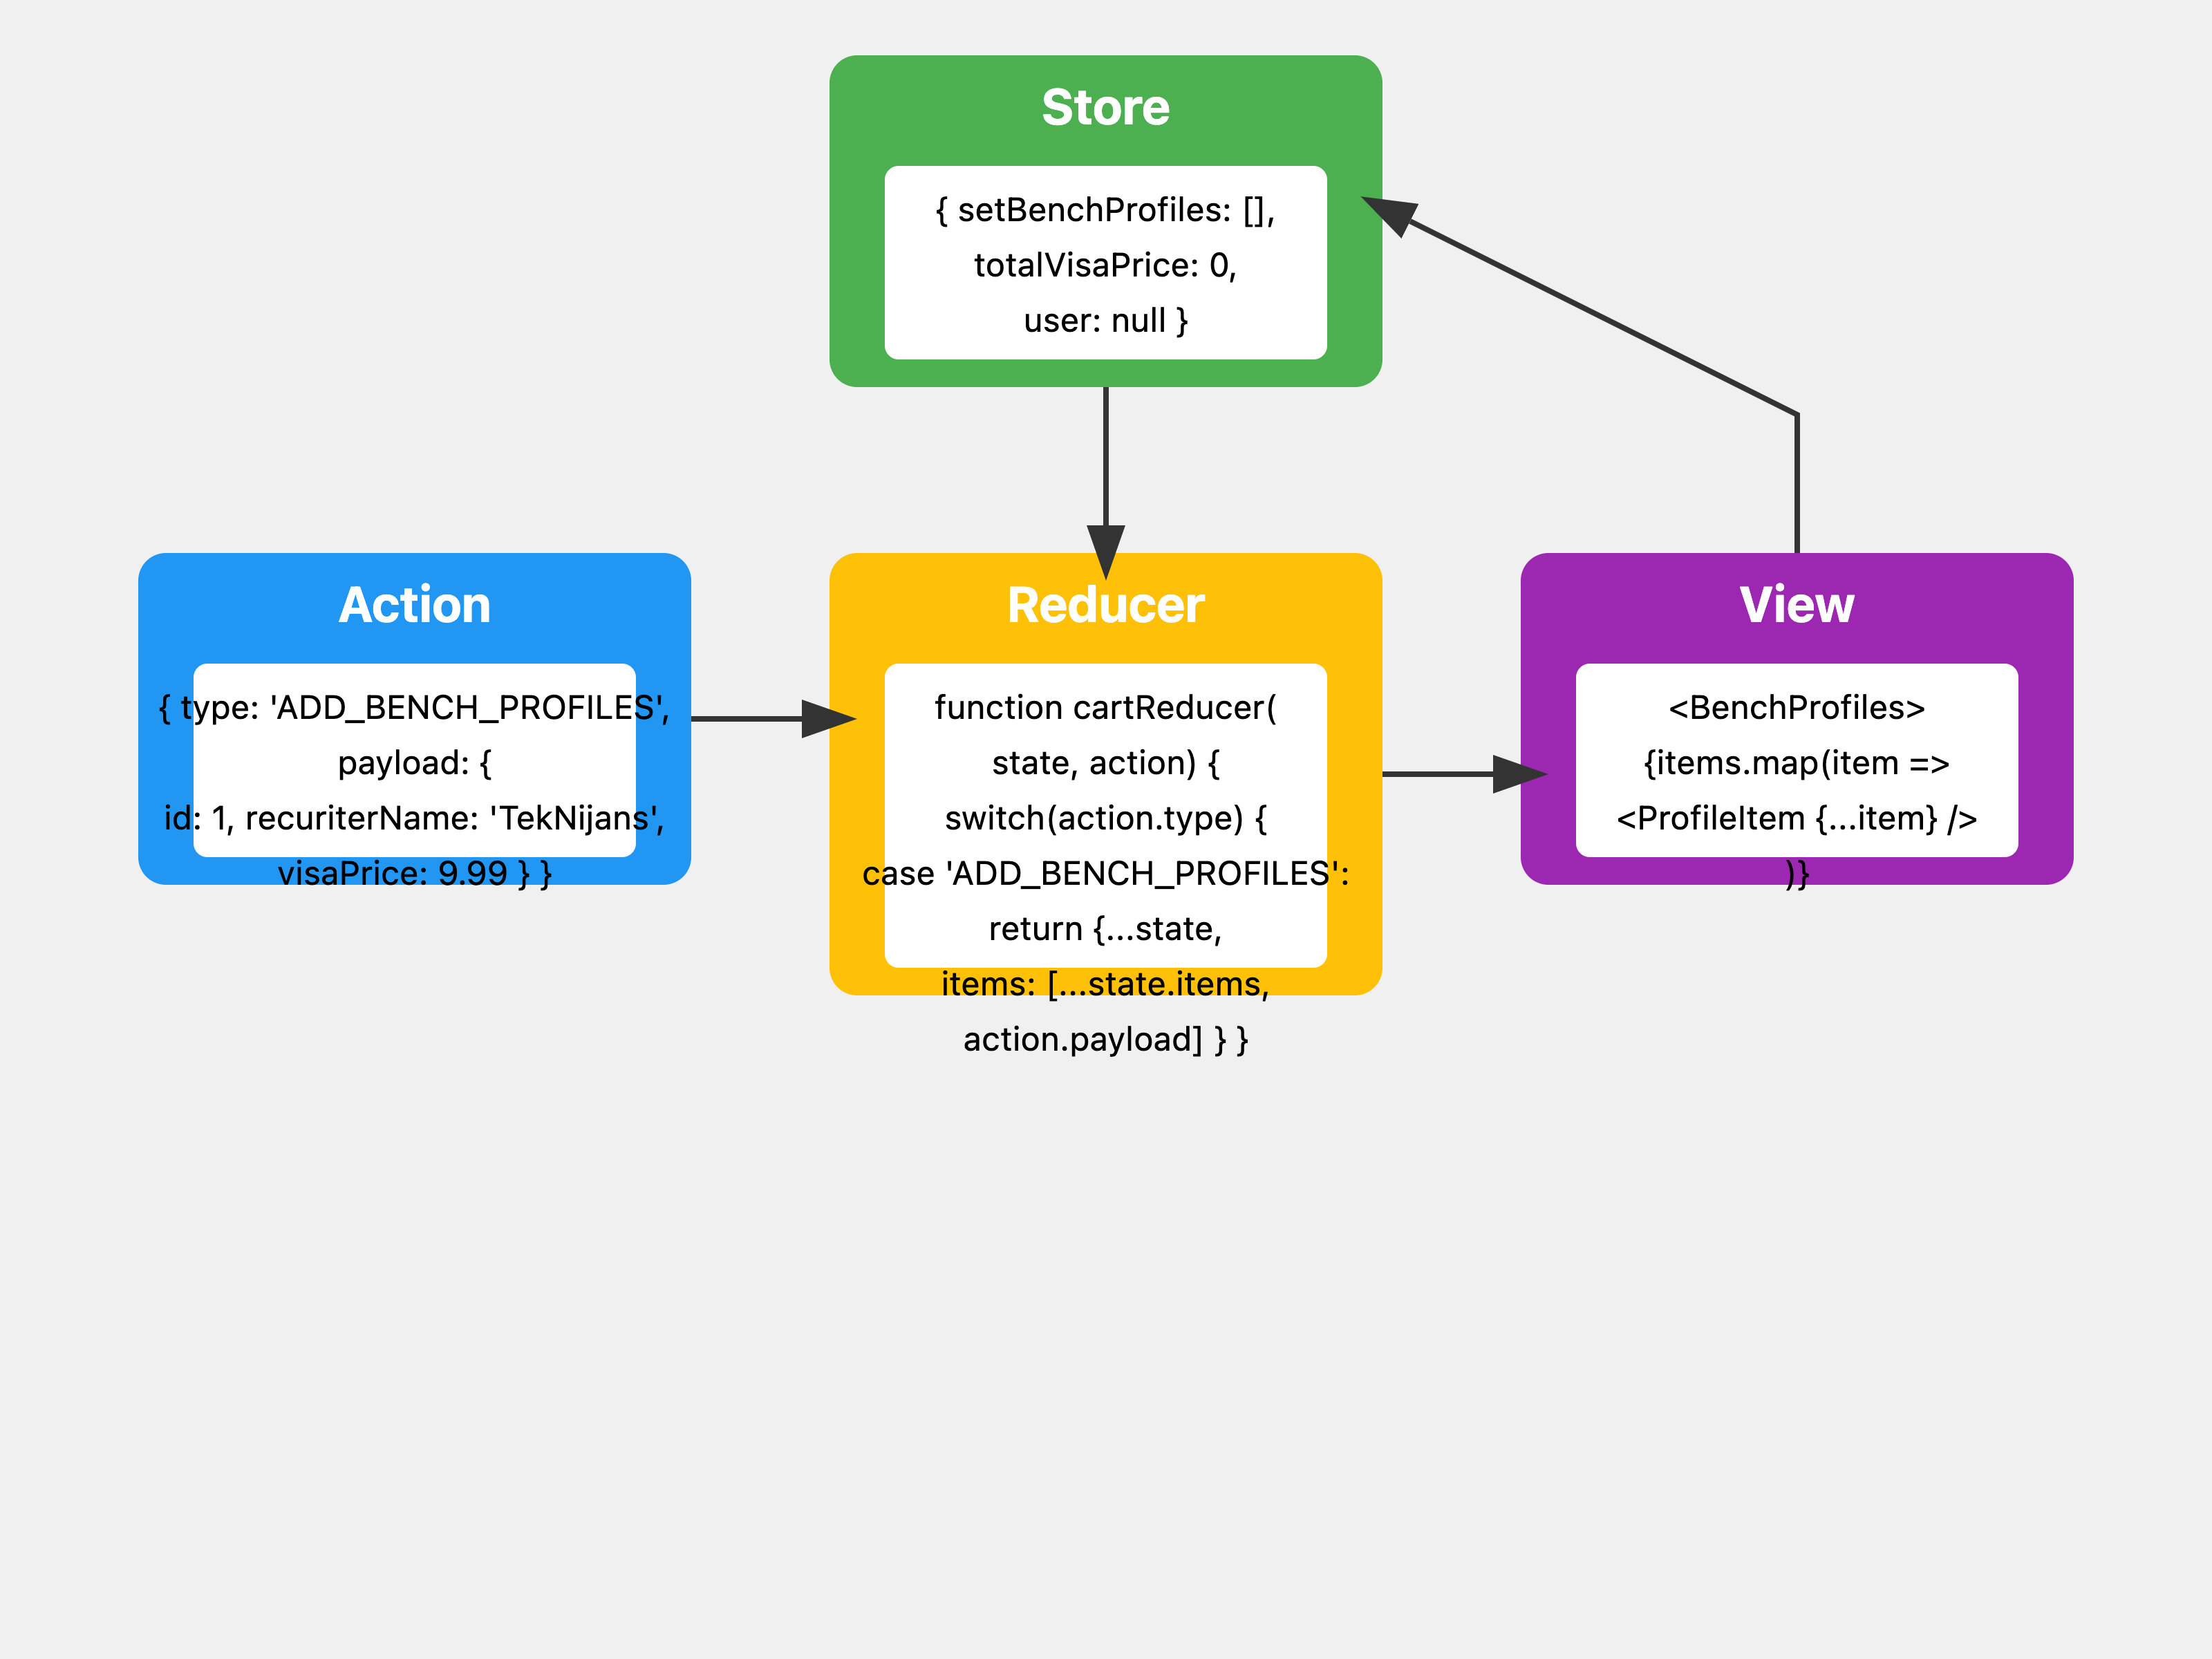 Store
{ setBenchProfiles: [],
totalVisaPrice: 0,
user: null }
Action
{ type: 'ADD_BENCH_PROFILES',
payload: {
id: 1, recuriterName: 'TekNijans',
visaPrice: 9.99 } }
Reducer
function cartReducer(
state, action) {
switch(action.type) {
case 'ADD_BENCH_PROFILES':
return {...state,
items: [...state.items,
action.payload] } }
View
<BenchProfiles>
{items.map(item =>
<ProfileItem {...item} />
)}